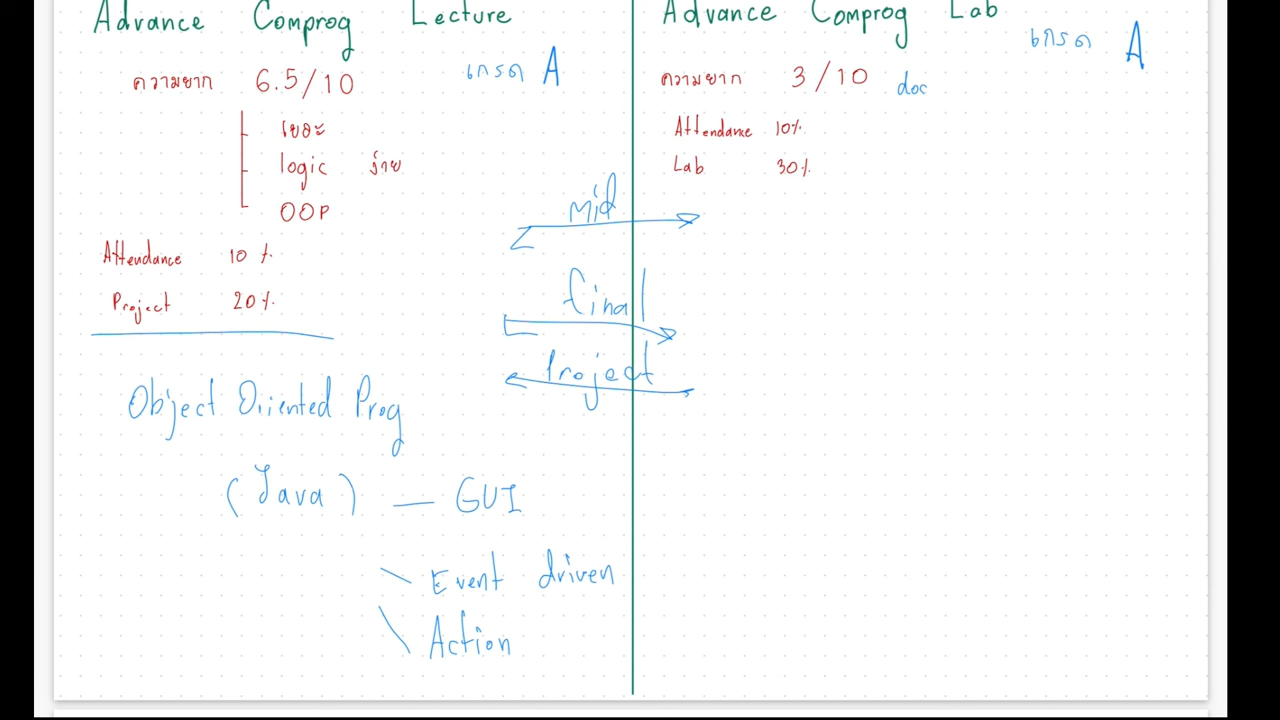 Advance Comprog Lecture
ความยาก 6.5/10
เกรด A
เยอะ
logic ง่าย
OOP
Attendance 10 %
Project 20%
Object Oriented Prog
(Java) — GUI
Event driven
Action
Mid
Final
Project
Advance Comprog Lab
เกรด A
ความยาก 3/10 doc
Attendance 10%
Lab 30%